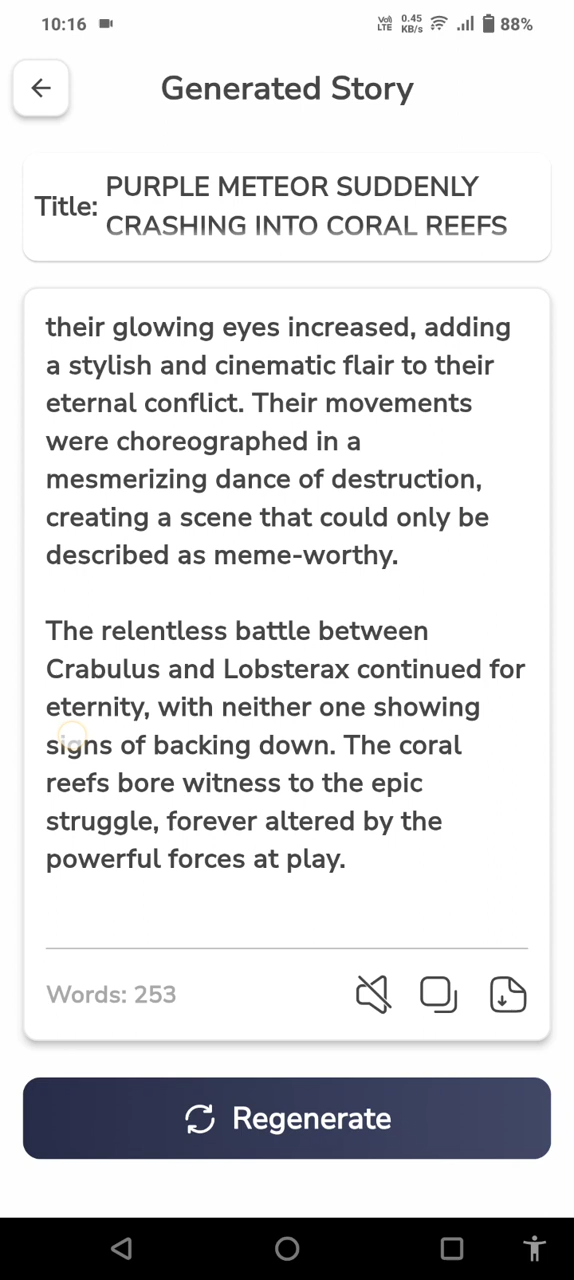 10:16
Vo) LTE
0.45 KB/s
88%
Generated Story
Title:
PURPLE METEOR SUDDENLY
CRASHING INTO CORAL REEFS
their glowing eyes increased, adding
a stylish and cinematic flair to their
eternal conflict. Their movements
were choreographed in a
mesmerizing dance of destruction,
creating a scene that could only be
described as meme-worthy.
The relentless battle between
Crabulus and Lobsterax continued for
eternity, with neither one showing
signs of backing down. The coral
reefs bore witness to the epic
struggle, forever altered by the
powerful forces at play.
Words: 253
Regenerate